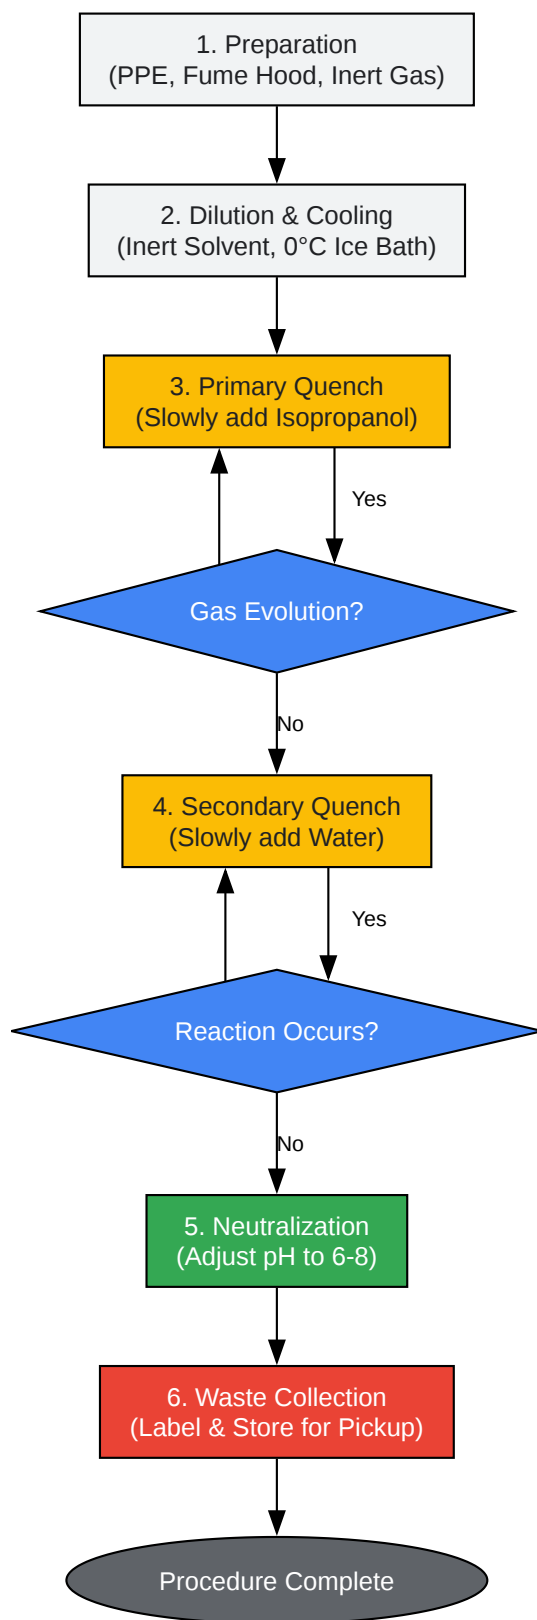 1. Preparation
(PPE, Fume Hood, Inert Gas)
2. Dilution & Cooling
(Inert Solvent, 0°C Ice Bath)
3. Primary Quench
(Slowly add Isopropanol)
Yes
Gas Evolution?
No
4. Secondary Quench
(Slowly add Water)
Yes
Reaction Occurs?
No
5. Neutralization
(Adjust pH to 6-8)
6. Waste Collection
(Label & Store for Pickup)
Procedure Complete